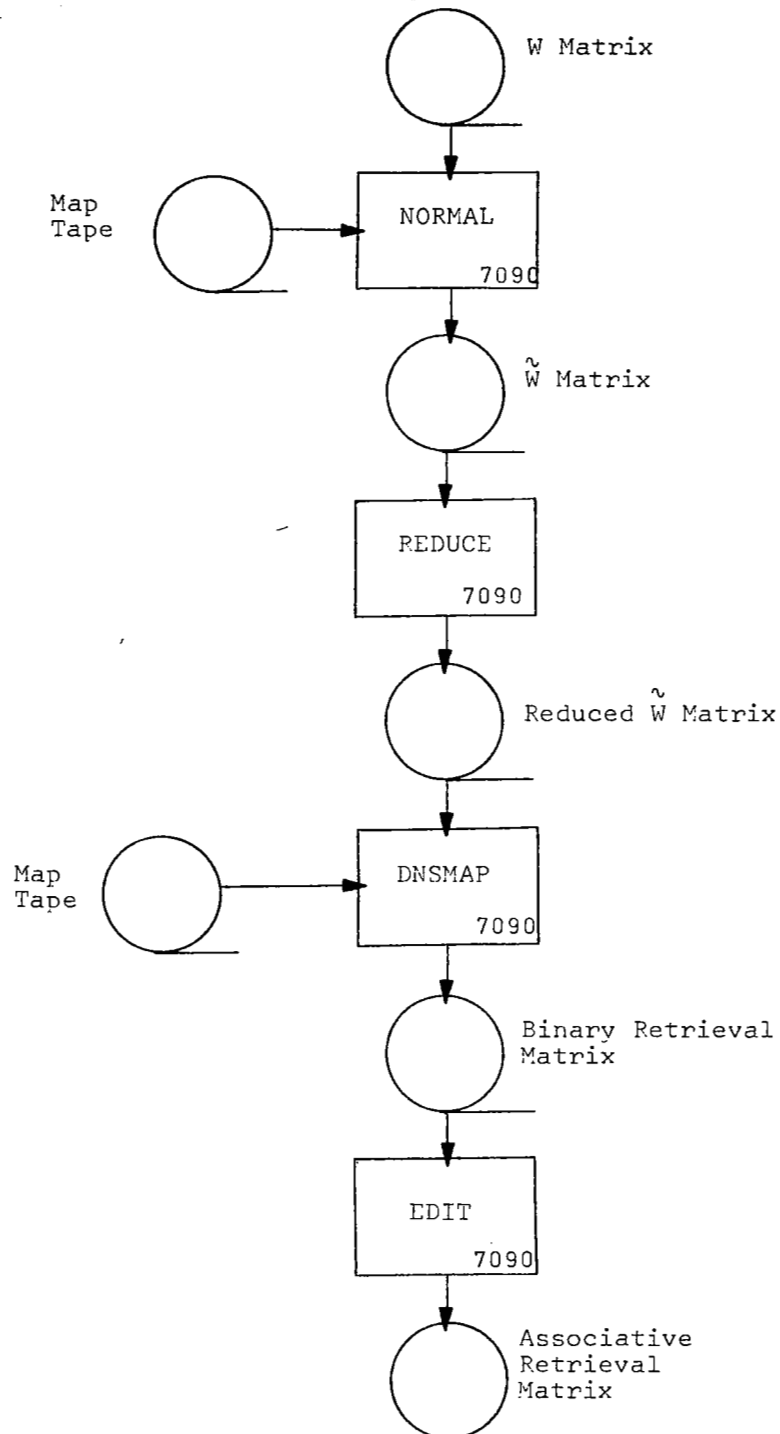 W Matrix
Map
Tape
NORMAL
7090
W̃ Matrix
REDUCE
7090
Reduced W̃ Matrix
Map
Tape
DNSMAP
7090
Binary Retrieval
Matrix
EDIT
7090
Associative
Retrieval
Matrix